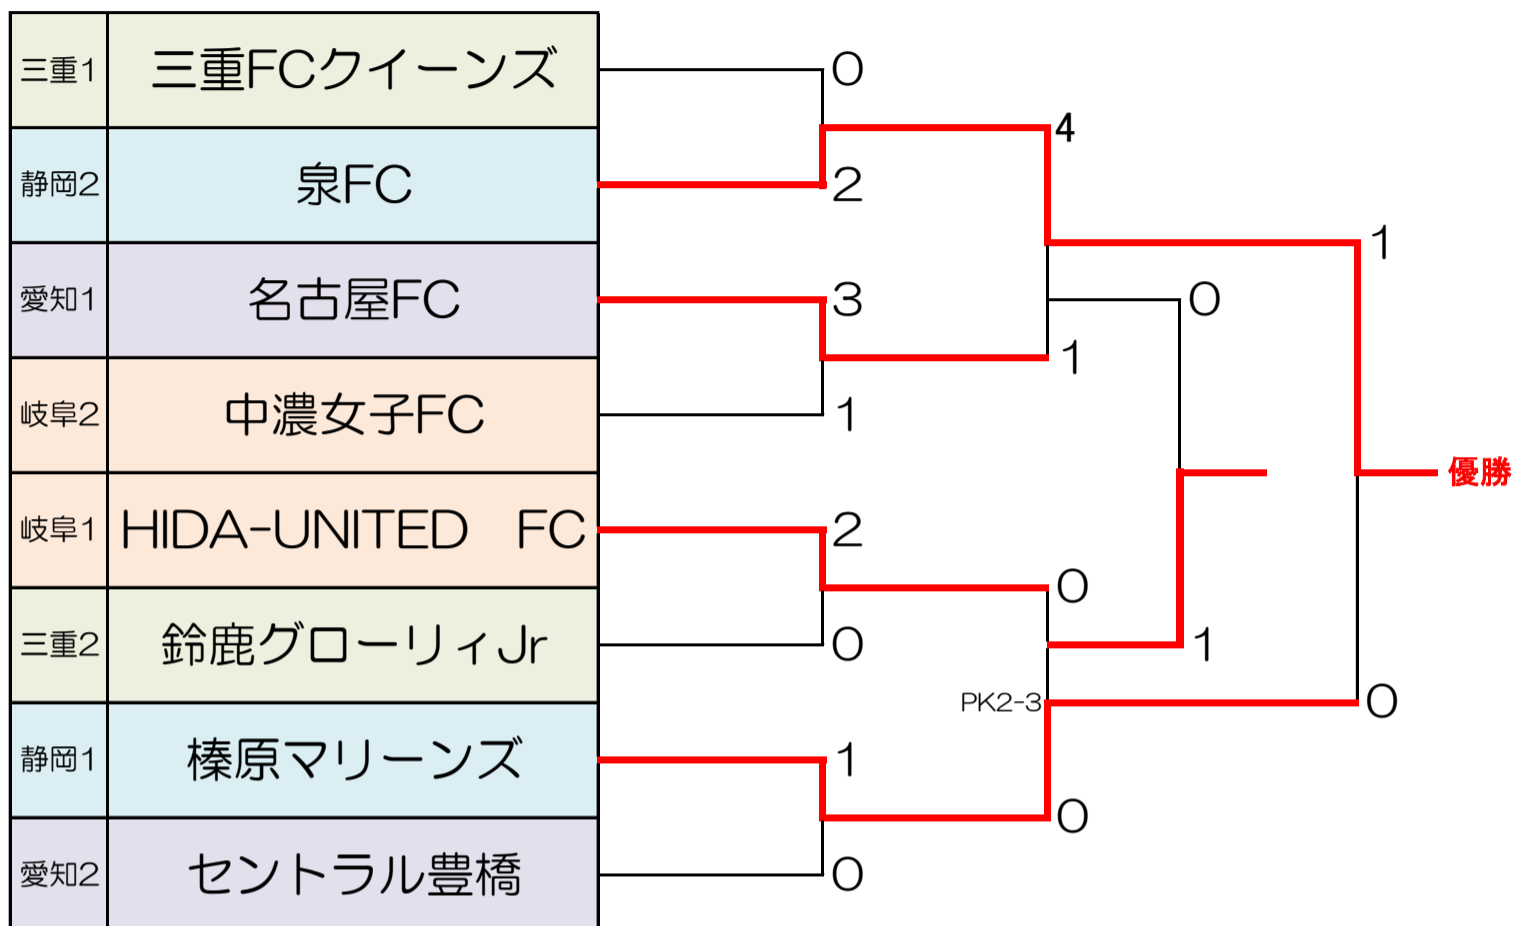 三重1 三重FCクイーンズ 0
4
静岡2 泉FC 2
1
愛知1 名古屋FC 3 0
1
岐阜2 中濃女子FC 1
優勝
岐阜1 HIDA-UNITED　FC 2
0
三重2 鈴鹿グローリィJr 0 1
PK2-3 0
静岡1 榛原マリーンズ 1
0
愛知2 セントラル豊橋 0